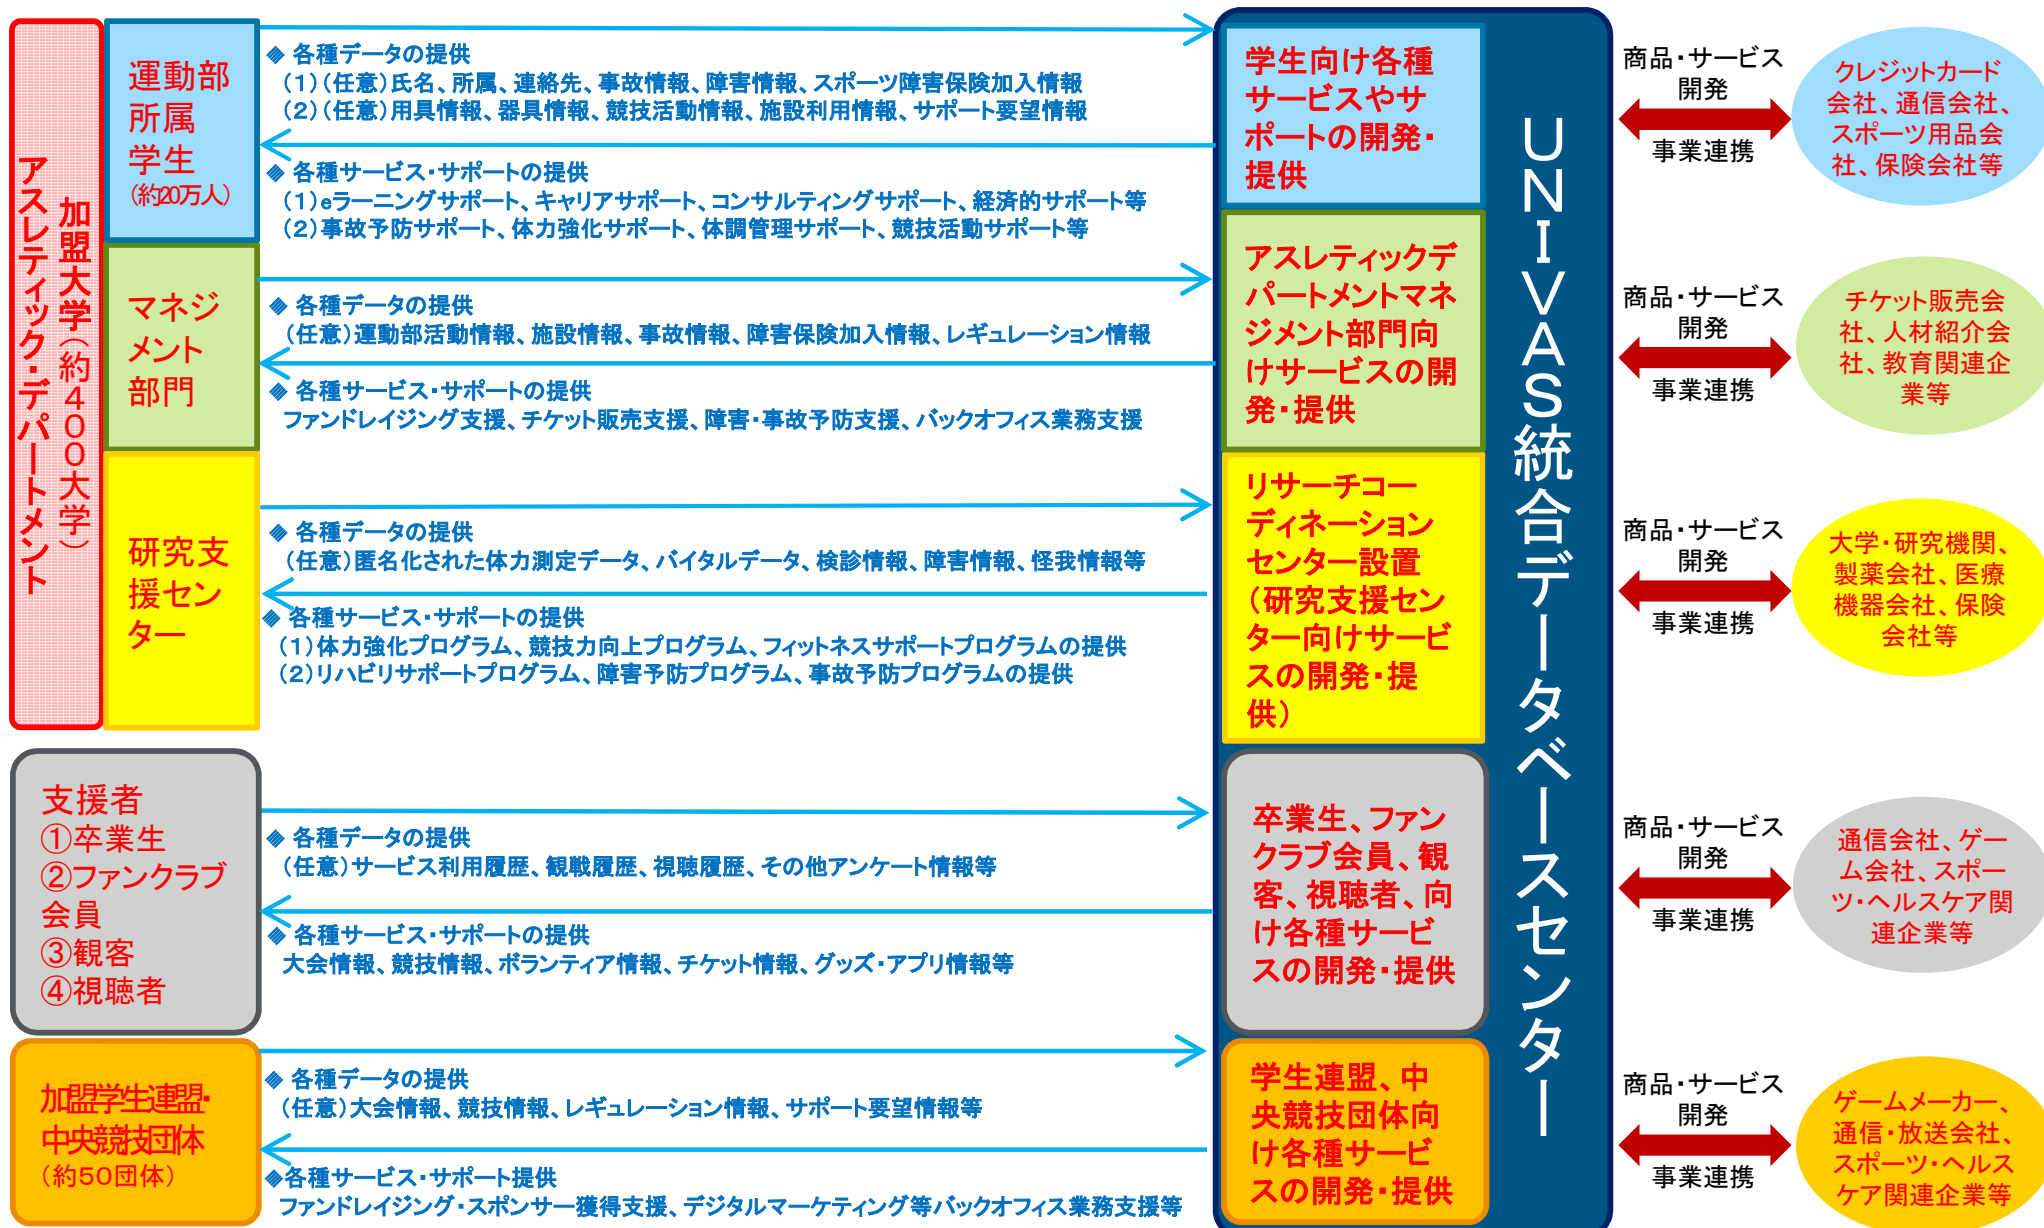 加盟大学（約４００大学）
アスレティック・デパートメント
運動部
所属
学生
（約20万人）
◆ 各種データの提供
（１）（任意）氏名、所属、連絡先、事故情報、障害情報、スポーツ障害保険加入情報
（２）（任意）用具情報、器具情報、競技活動情報、施設利用情報、サポート要望情報
◆ 各種サービス・サポートの提供
（１）eラーニングサポート、キャリアサポート、コンサルティングサポート、経済的サポート等
（２）事故予防サポート、体力強化サポート、体調管理サポート、競技活動サポート等
学生向け各種
サービスやサ
ポートの開発・
提供
商品・サービス
開発
事業連携
クレジットカード
会社、通信会社、
スポーツ用品会
社、保険会社等
マネジ
メント
部門
◆ 各種データの提供
（任意）運動部活動情報、施設情報、事故情報、障害保険加入情報、レギュレーション情報
◆ 各種サービス・サポートの提供
ファンドレイジング支援、チケット販売支援、障害・事故予防支援、バックオフィス業務支援
アスレティックデ
パートメントマネ
ジメント部門向
けサービスの開
発・提供
商品・サービス
開発
事業連携
チケット販売会
社、人材紹介会
社、教育関連企
業等
研究支
援セン
ター
◆ 各種データの提供
（任意）匿名化された体力測定データ、バイタルデータ、検診情報、障害情報、怪我情報等
◆ 各種サービス・サポートの提供
（１）体力強化プログラム、競技力向上プログラム、フィットネスサポートプログラムの提供
（２）リハビリサポートプログラム、障害予防プログラム、事故予防プログラムの提供
リサーチコー
ディネーション
センター設置
（研究支援セン
ター向けサービ
スの開発・提
供）
商品・サービス
開発
事業連携
大学・研究機関、
製薬会社、医療
機器会社、保険
会社等
支援者
①卒業生
②ファンクラブ
会員
③観客
④視聴者
◆ 各種データの提供
（任意）サービス利用履歴、観戦履歴、視聴履歴、その他アンケート情報等
◆ 各種サービス・サポートの提供
大会情報、競技情報、ボランティア情報、チケット情報、グッズ・アプリ情報等
卒業生、ファン
クラブ会員、観
客、視聴者、向
け各種サービ
スの開発・提供
商品・サービス
開発
事業連携
通信会社、ゲー
ム会社、スポー
ツ・ヘルスケア関
連企業等
加盟学生連盟・
中央競技団体
（約５０団体）
◆ 各種データの提供
（任意）大会情報、競技情報、レギュレーション情報、サポート要望情報等
◆各種サービス・サポート提供
ファンドレイジング・スポンサー獲得支援、デジタルマーケティング等バックオフィス業務支援等
学生連盟、中
央競技団体向
け各種サービ
スの開発・提供
商品・サービス
開発
事業連携
ゲームメーカー、
通信・放送会社、
スポーツ・ヘルス
ケア関連企業等
ＵＮＩＶＡＳ統合データベースセンター